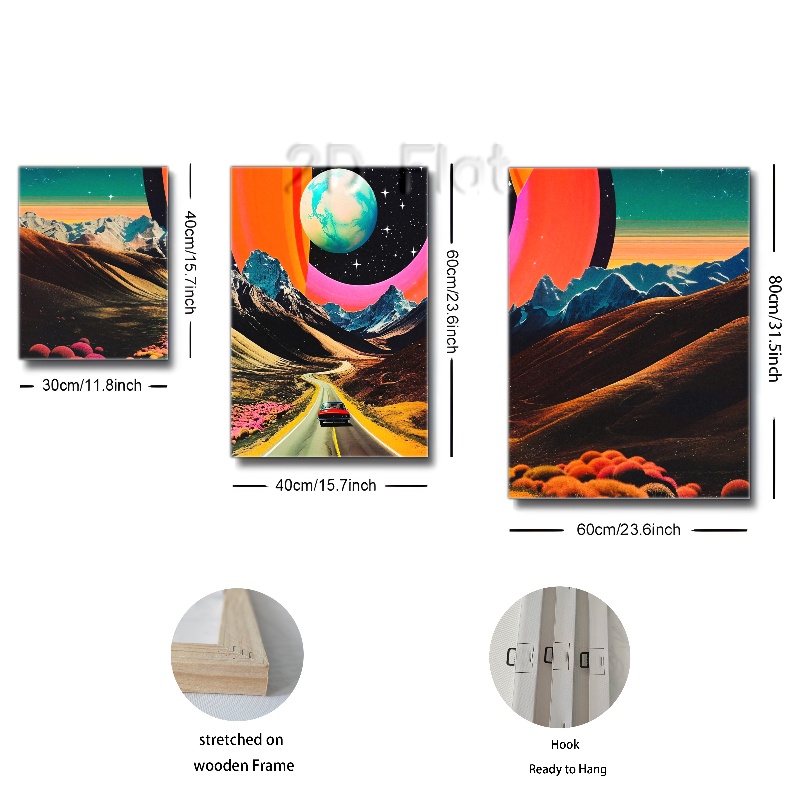 2D Flat
40cm/15.7inch
60cm/23.6inch
80cm/31.5inch
30cm/11.8inch
40cm/15.7inch
60cm/23.6inch
stretched on
wooden Frame
Hook
Ready to Hang